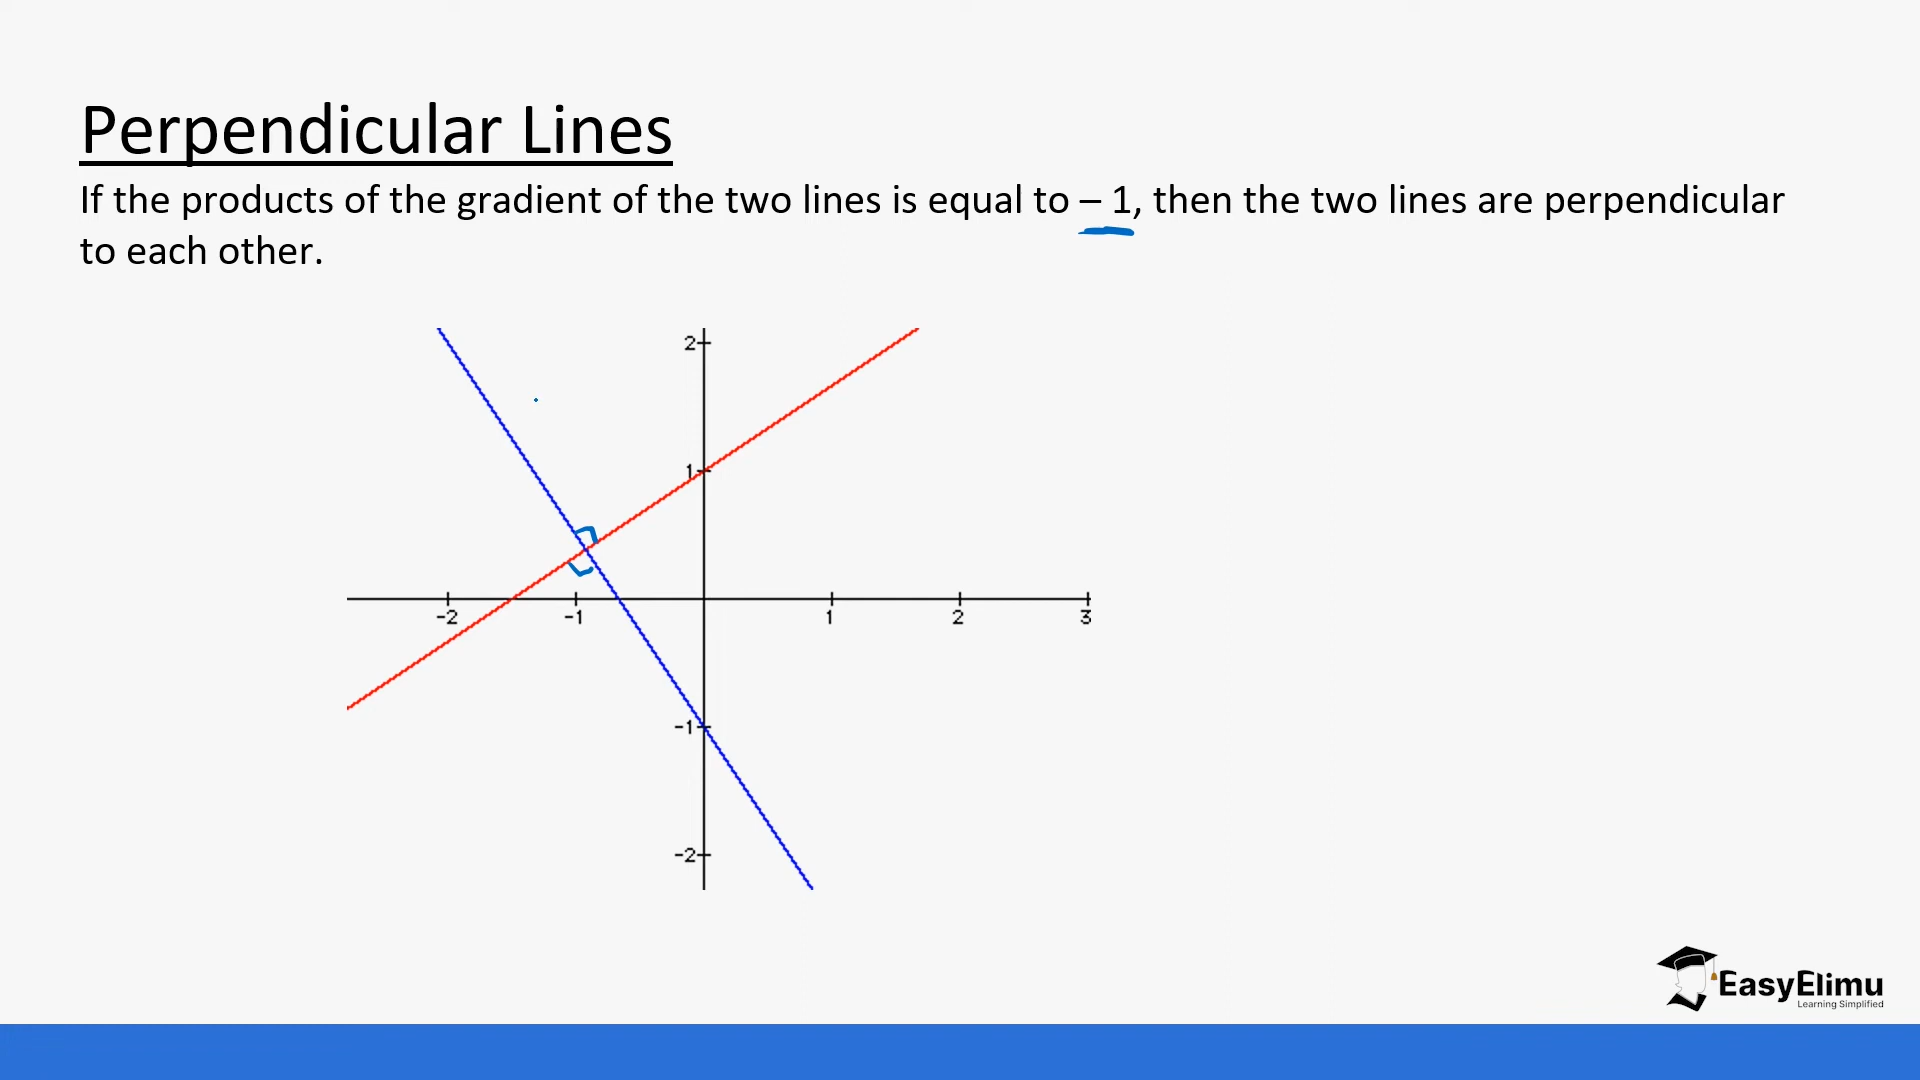 Perpendicular Lines
If the products of the gradient of the two lines is equal to – 1, then the two lines are perpendicular
to each other.
2
1
-2 -1 1 2 3
-1
-2
EasyElimu
Learning Simplified